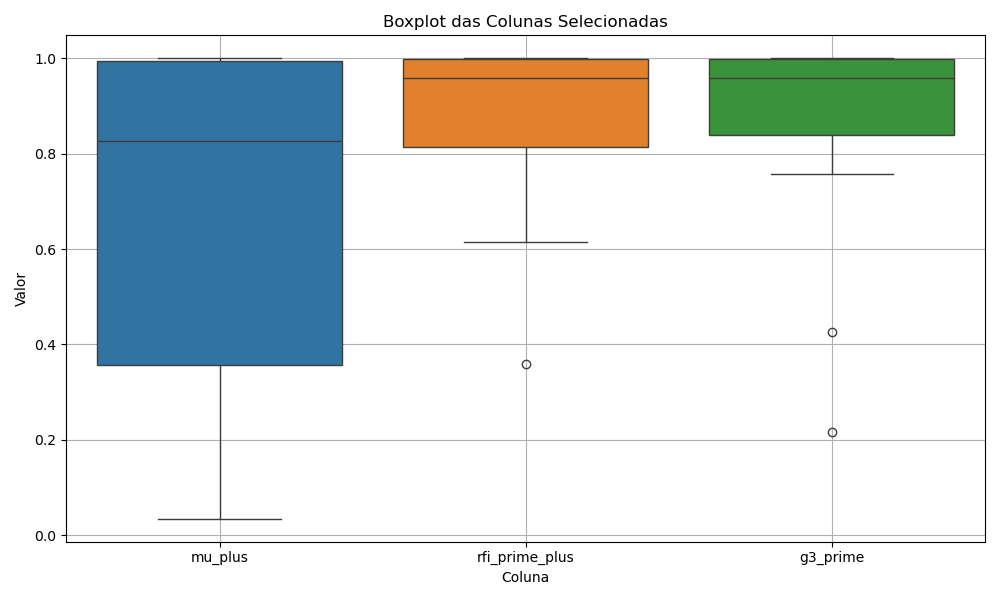 Boxplot das Colunas Selecionadas
Valor
1.0
0.8
0.6
0.4
0.2
0.0
mu_plus
rfi_prime_plus
g3_prime
Coluna